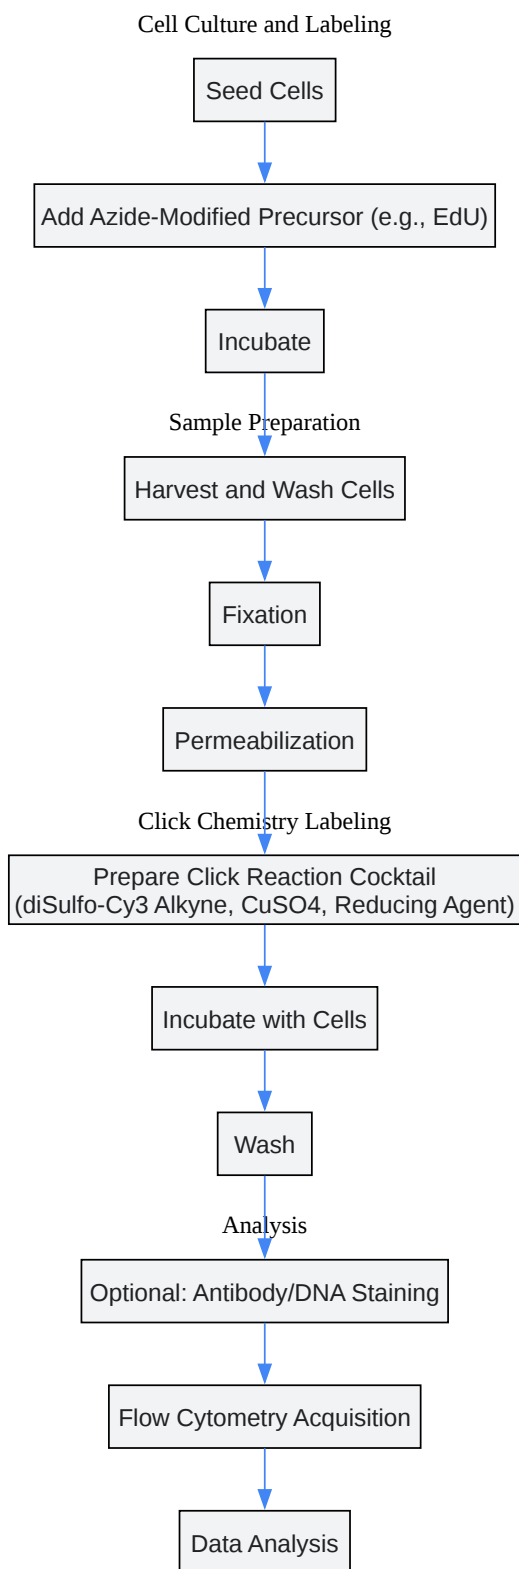 Cell Culture and Labeling
Seed Cells
Add Azide-Modified Precursor (e.g., EdU)
Incubate
Sample Preparation
Harvest and Wash Cells
Fixation
Permeabilization
Click Chemistry Labeling
Prepare Click Reaction Cocktail
(diSulfo-Cy3 Alkyne, CuSO4, Reducing Agent)
Incubate with Cells
Wash
Analysis
Optional: Antibody/DNA Staining
Flow Cytometry Acquisition
Data Analysis